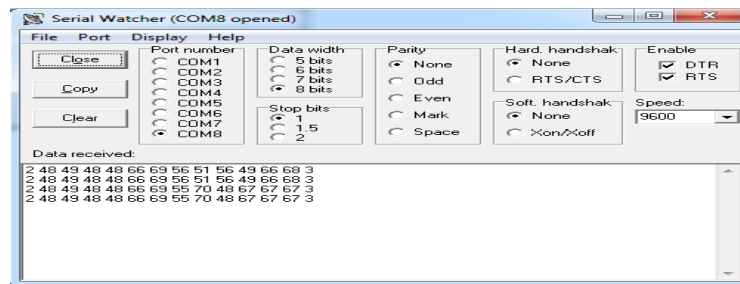 Serial Watcher (COM8 opened)
File Port Display Help
Close
Copy
Clear
Port number
COM1
COM2
COM3
COM4
COM5
COM6
COM7
COM8
Data width
5 bits
6 bits
7 bits
8 bits
Stop bits
1
1.5
2
Parity
None
Odd
Even
Mark
Space
Hard. handshak
None
RTS/CTS
Soft. handshak
None
Xon/Xoff
Enable
DTR
RTS
Speed:
9600
Data received:
2 48 49 48 48 66 69 56 51 56 49 66 68 3
2 48 49 48 48 66 69 56 51 56 49 66 68 3
2 48 49 48 48 66 69 55 70 48 67 67 67 3
2 48 49 48 48 66 69 55 70 48 67 67 67 3